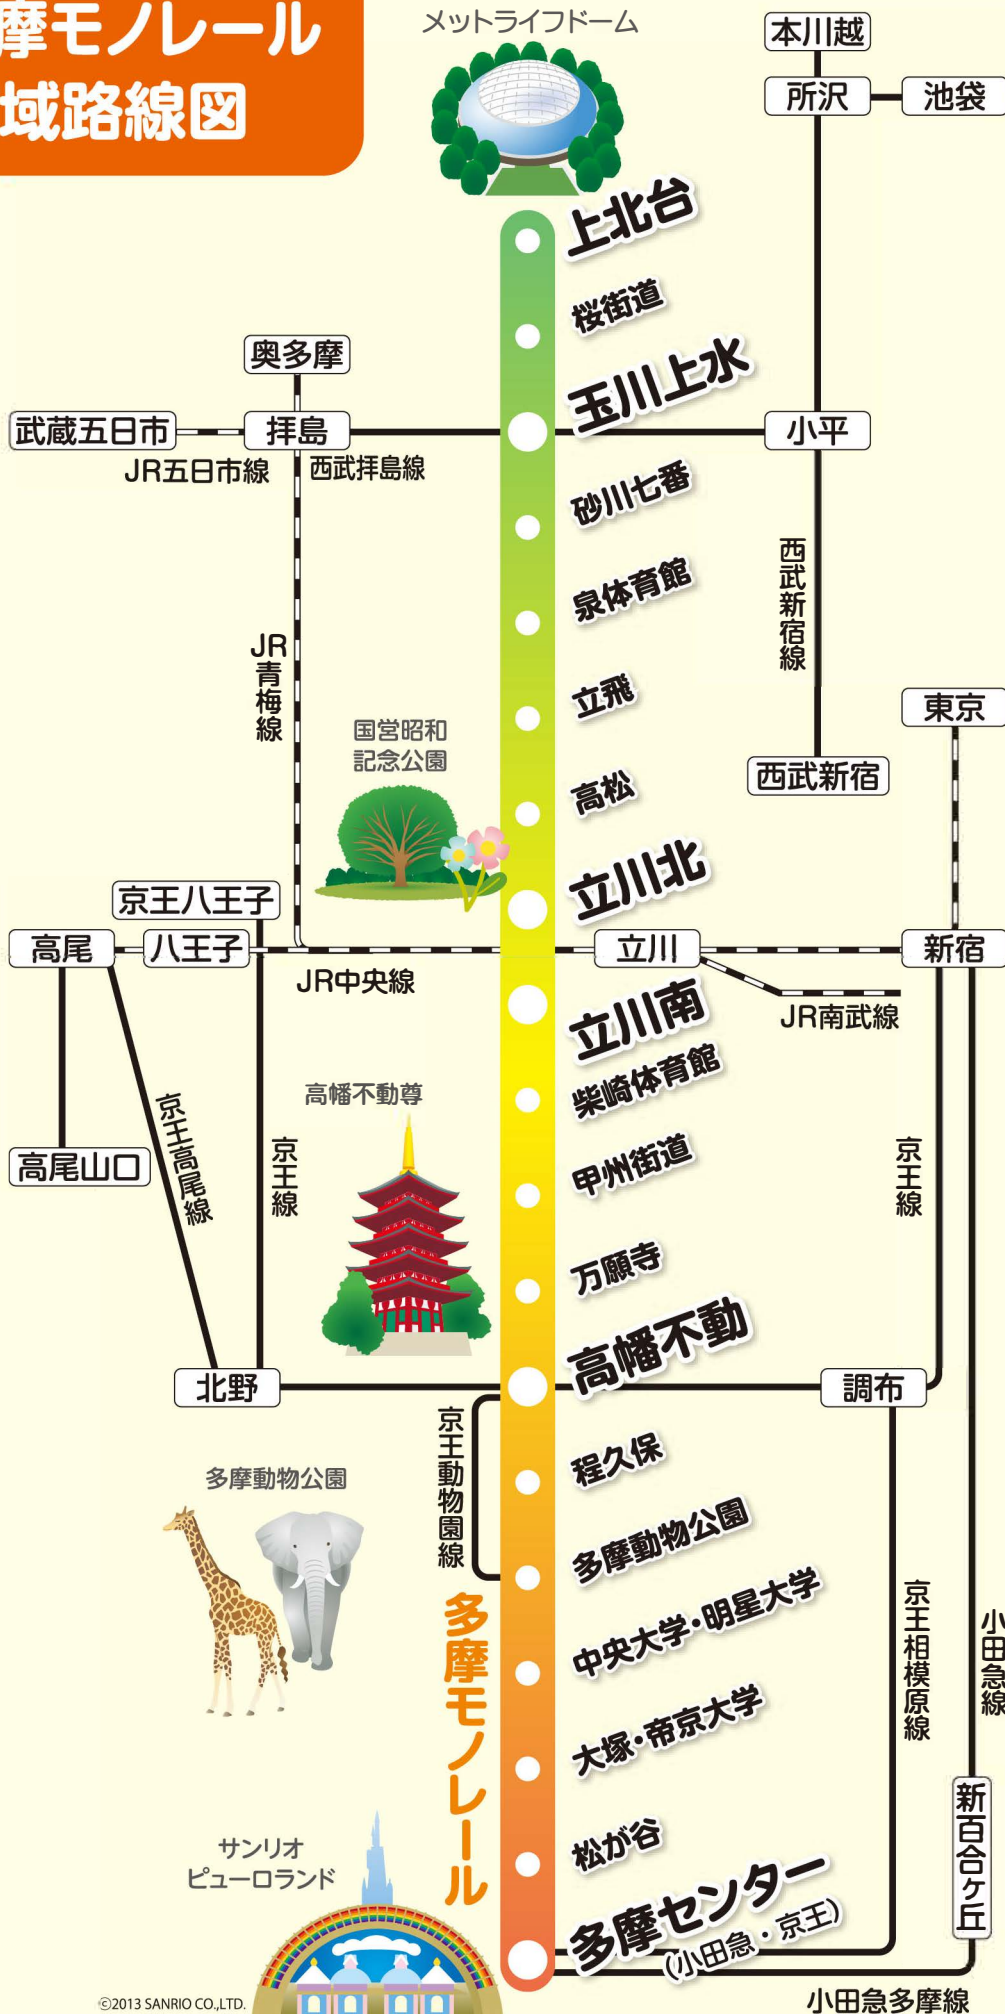 摩モノレール
域路線図
メットライフドーム
本川越
所沢
池袋
上北台
桜街道
奥多摩
玉川上水
武蔵五日市
拝島
小平
JR五日市線
西武拝島線
砂川七番
西武新宿線
泉体育館
JR青梅線
立飛
東京
国営昭和
記念公園
西武新宿
高松
立川北
京王八王子
高尾
八王子
立川
新宿
JR中央線
立川南
JR南武線
柴崎体育館
高幡不動尊
京王高尾線
京王線
甲州街道
京王線
高尾山口
万願寺
高幡不動
北野
調布
京王動物園線
程久保
多摩動物公園
多摩動物公園
中央大学・明星大学
京王相模原線
小田急線
多摩モノレール
大塚・帝京大学
新百合ヶ丘
松が谷
サンリオ
ピューロランド
多摩センター
(小田急・京王)
©2013 SANRIO CO.,LTD.
小田急多摩線